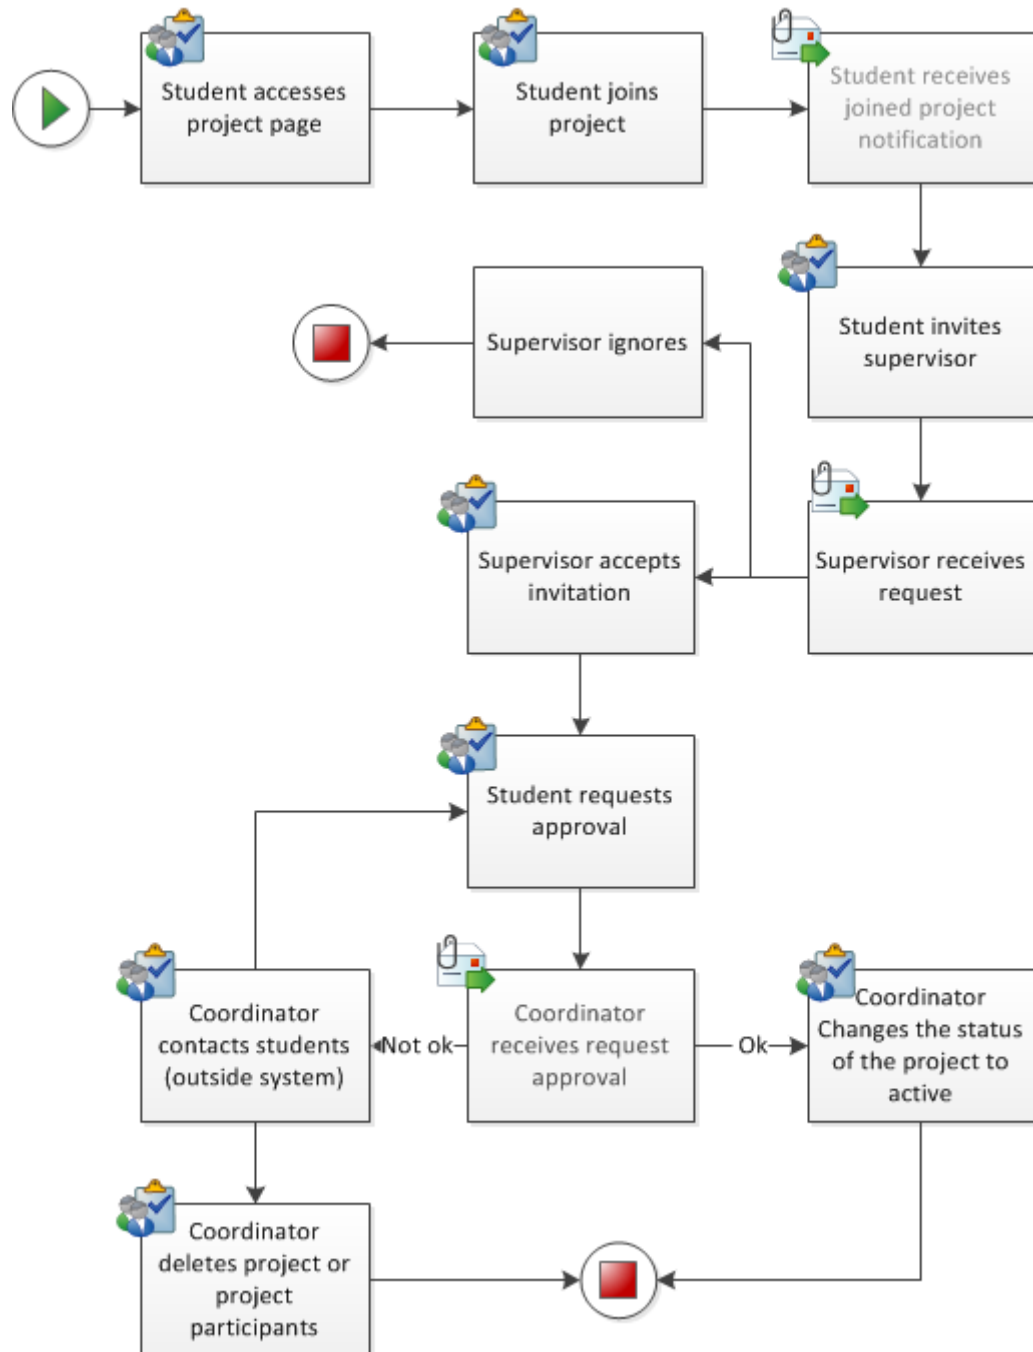 Student accesses
project page
Student joins
project
Student receives
joined project
notification
Supervisor ignores
Student invites
supervisor
Supervisor accepts
invitation
Supervisor receives
request
Student requests
approval
Coordinator
contacts students
(outside system)
Not ok
Coordinator
receives request
approval
Ok
Coordinator
Changes the status
of the project to
active
Coordinator
deletes project or
project
participants